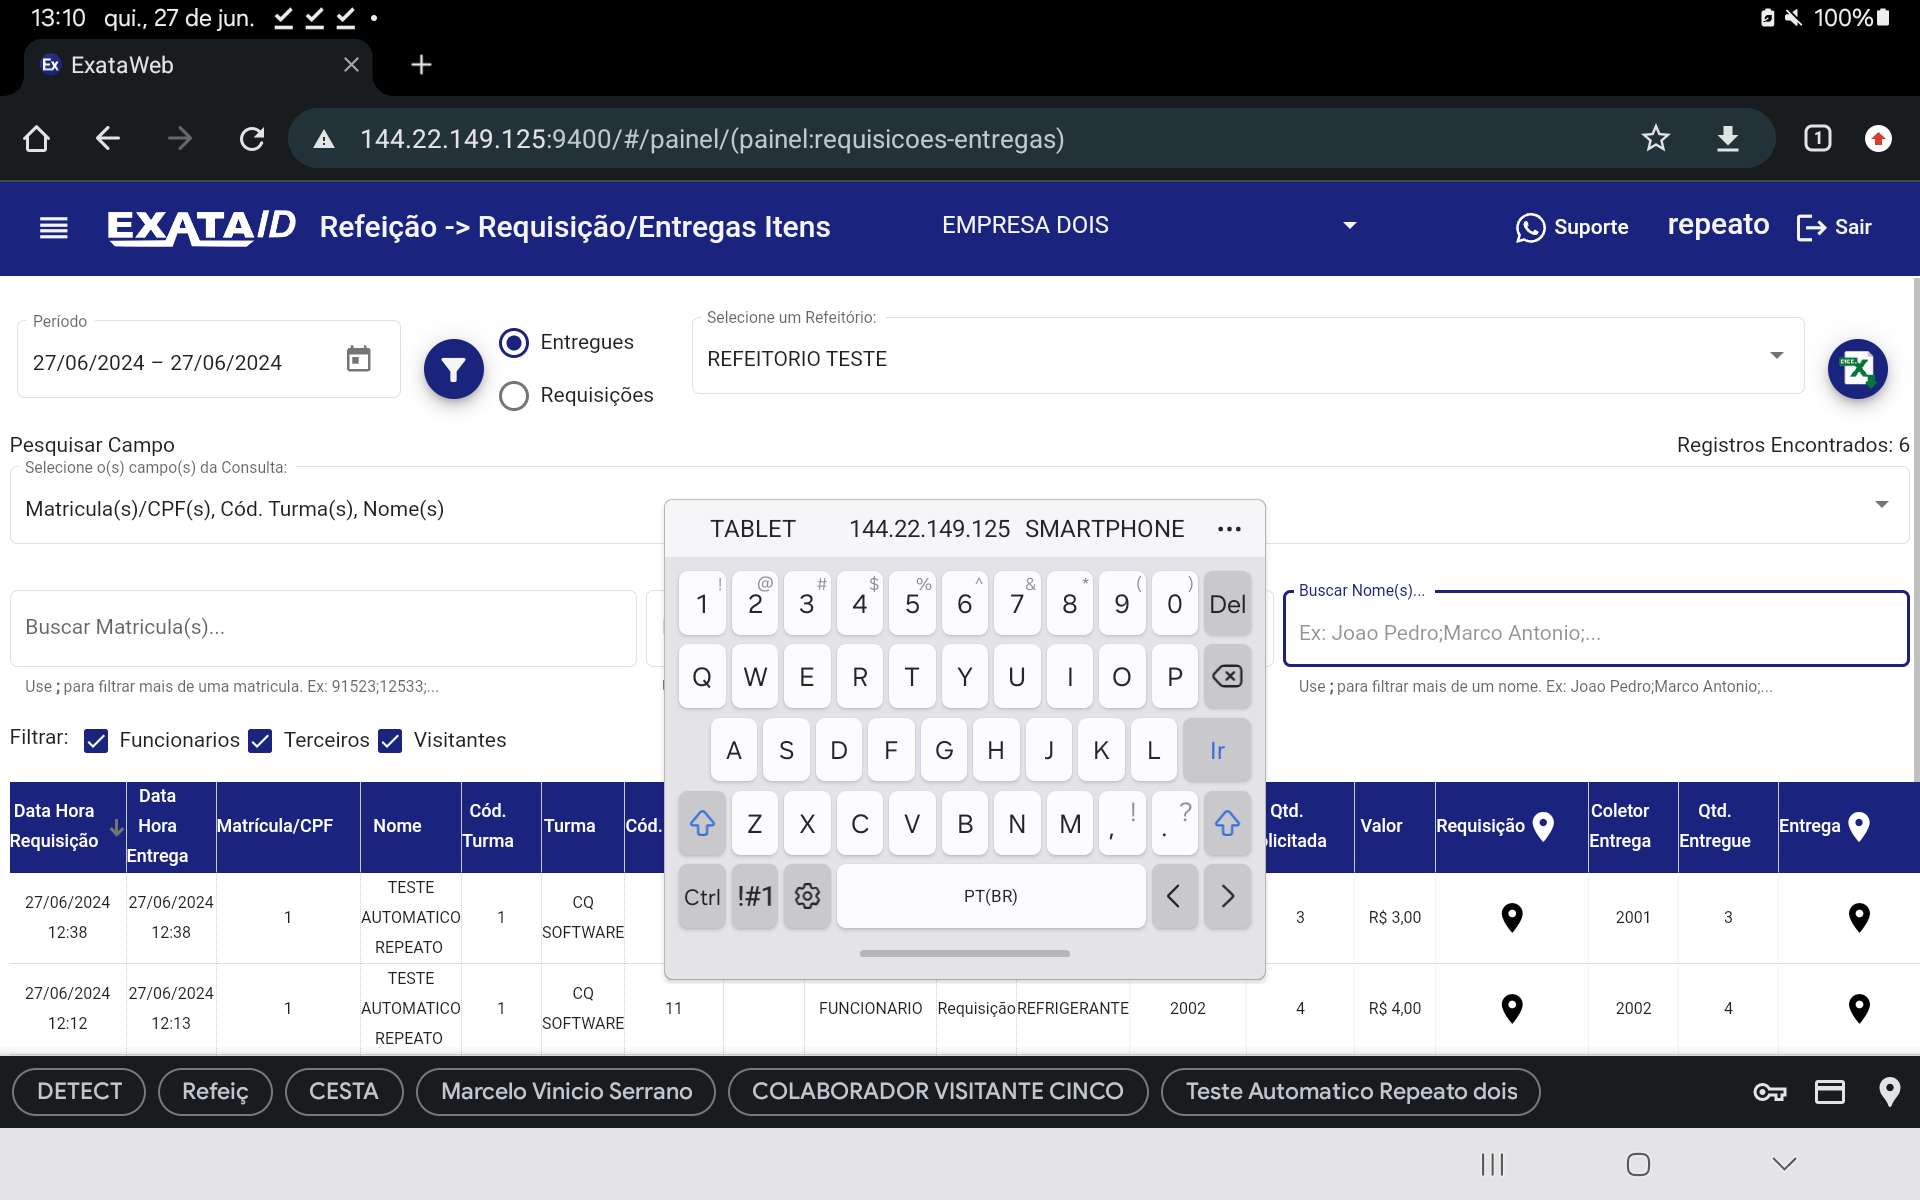 13:10 qui., 27 de jun. 100%
Ex ExataWeb
144.22.149.125:9400/#/painel/(painel:requisicoes-entregas) 1
EXATA/ID Refeição -> Requisição/Entregas Itens EMPRESA DOIS Suporte repeato Sair
Período
27/06/2024 – 27/06/2024
Entregues
Requisições
Selecione um Refeitório:
REFEITORIO TESTE
Pesquisar Campo Registros Encontrados: 6
Selecione o(s) campo(s) da Consulta:
Matricula(s)/CPF(s), Cód. Turma(s), Nome(s)
Buscar Matricula(s)...
Use ; para filtrar mais de uma matricula. Ex: 91523;12533;...
Buscar Nome(s)...
Ex: Joao Pedro;Marco Antonio;...
Use ; para filtrar mais de um nome. Ex: Joao Pedro;Marco Antonio;...
Filtrar: Funcionarios Terceiros Visitantes
TABLET 144.22.149.125 SMARTPHONE ...
! @ # $ % ^ & * ( )
1 2 3 4 5 6 7 8 9 0 Del
Q W E R T Y U I O P
A S D F G H J K L Ir
Z X C V B N M , ! . ?
Ctrl !#1 PT(BR) < >
Data Hora Requisição Data Hora Entrega Matrícula/CPF Nome Cód. Turma Turma Cód. Qtd. licitada Valor Requisição Coletor Entrega Qtd. Entregue Entrega
27/06/2024 12:38 27/06/2024 12:38 1 TESTE AUTOMATICO REPEATO 1 CQ SOFTWARE 3 R$ 3,00 2001 3
27/06/2024 12:12 27/06/2024 12:13 1 TESTE AUTOMATICO REPEATO 1 CQ SOFTWARE 11 FUNCIONARIO Requisição REFRIGERANTE 2002 4 R$ 4,00 2002 4
DETECT Refeiç CESTA Marcelo Vinicio Serrano COLABORADOR VISITANTE CINCO Teste Automatico Repeato dois